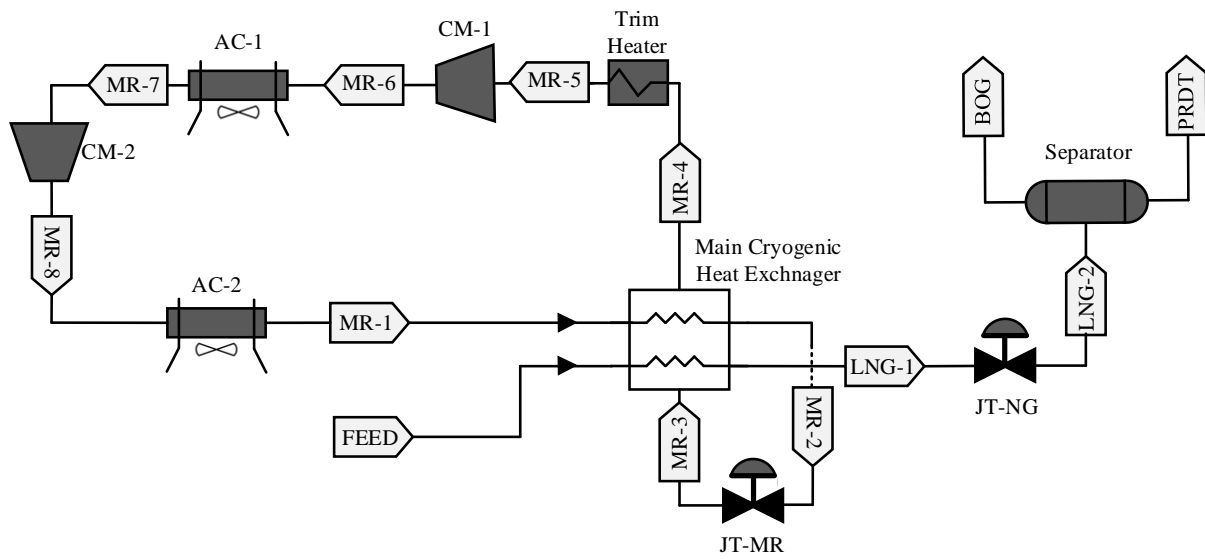 Trim
Heater
CM-1
AC-1
MR-7
MR-6
MR-5
BOG
PRDT
CM-2
Separator
MR-4
MR-8
Main Cryogenic
Heat Exchnager
AC-2
MR-1
LNG-2
LNG-1
JT-NG
MR-2
MR-3
FEED
JT-MR